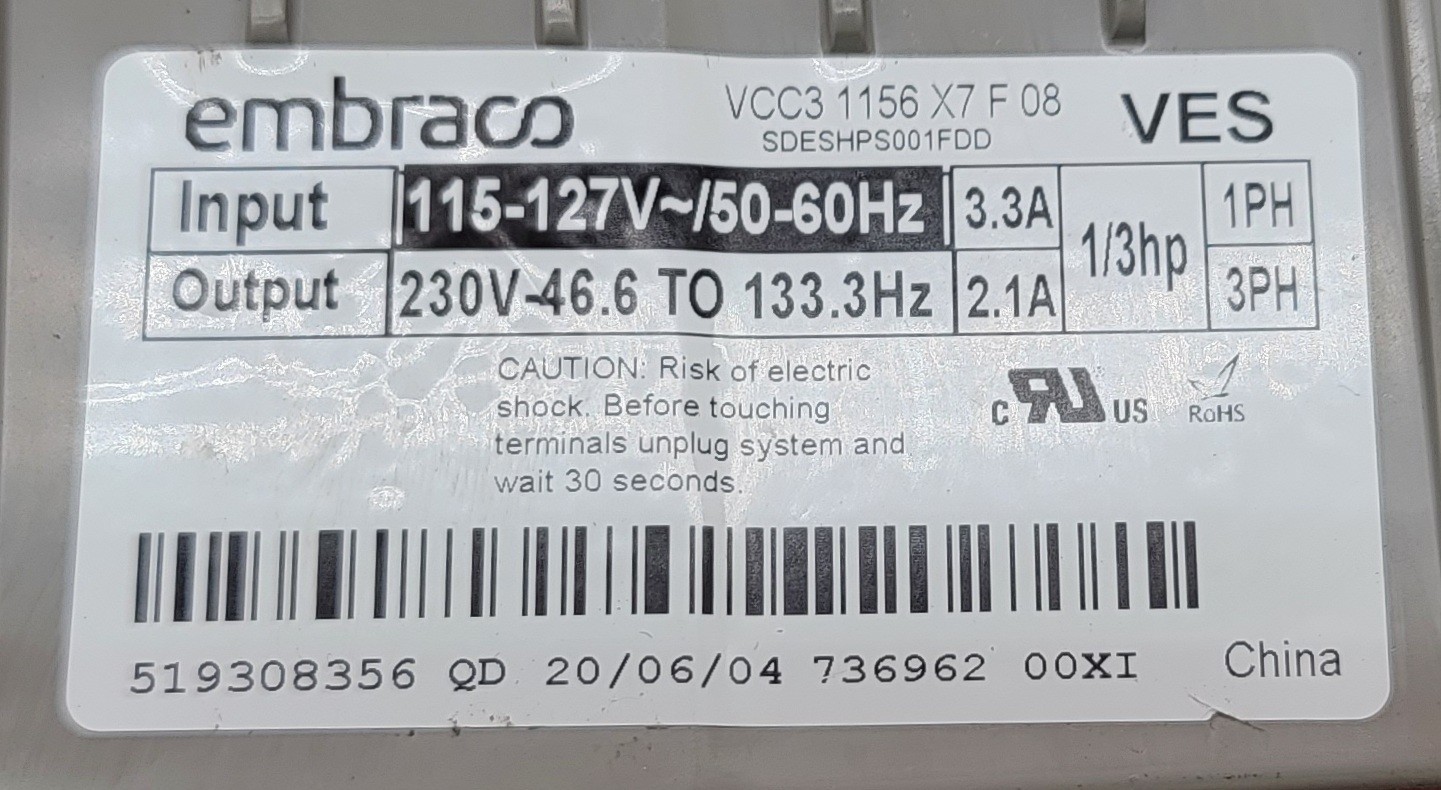 embraco VCC3 1156 X7 F 08 VES
SDESHPS001FDD
Input 115-127V~/50-60Hz 3.3A 1/3hp 1PH
Output 230V-46.6 TO 133.3Hz 2.1A 3PH
CAUTION: Risk of electric
shock. Before touching
terminals unplug system and
wait 30 seconds.
c RU US RoHS
519308356 QD 20/06/04 736962 00XI China